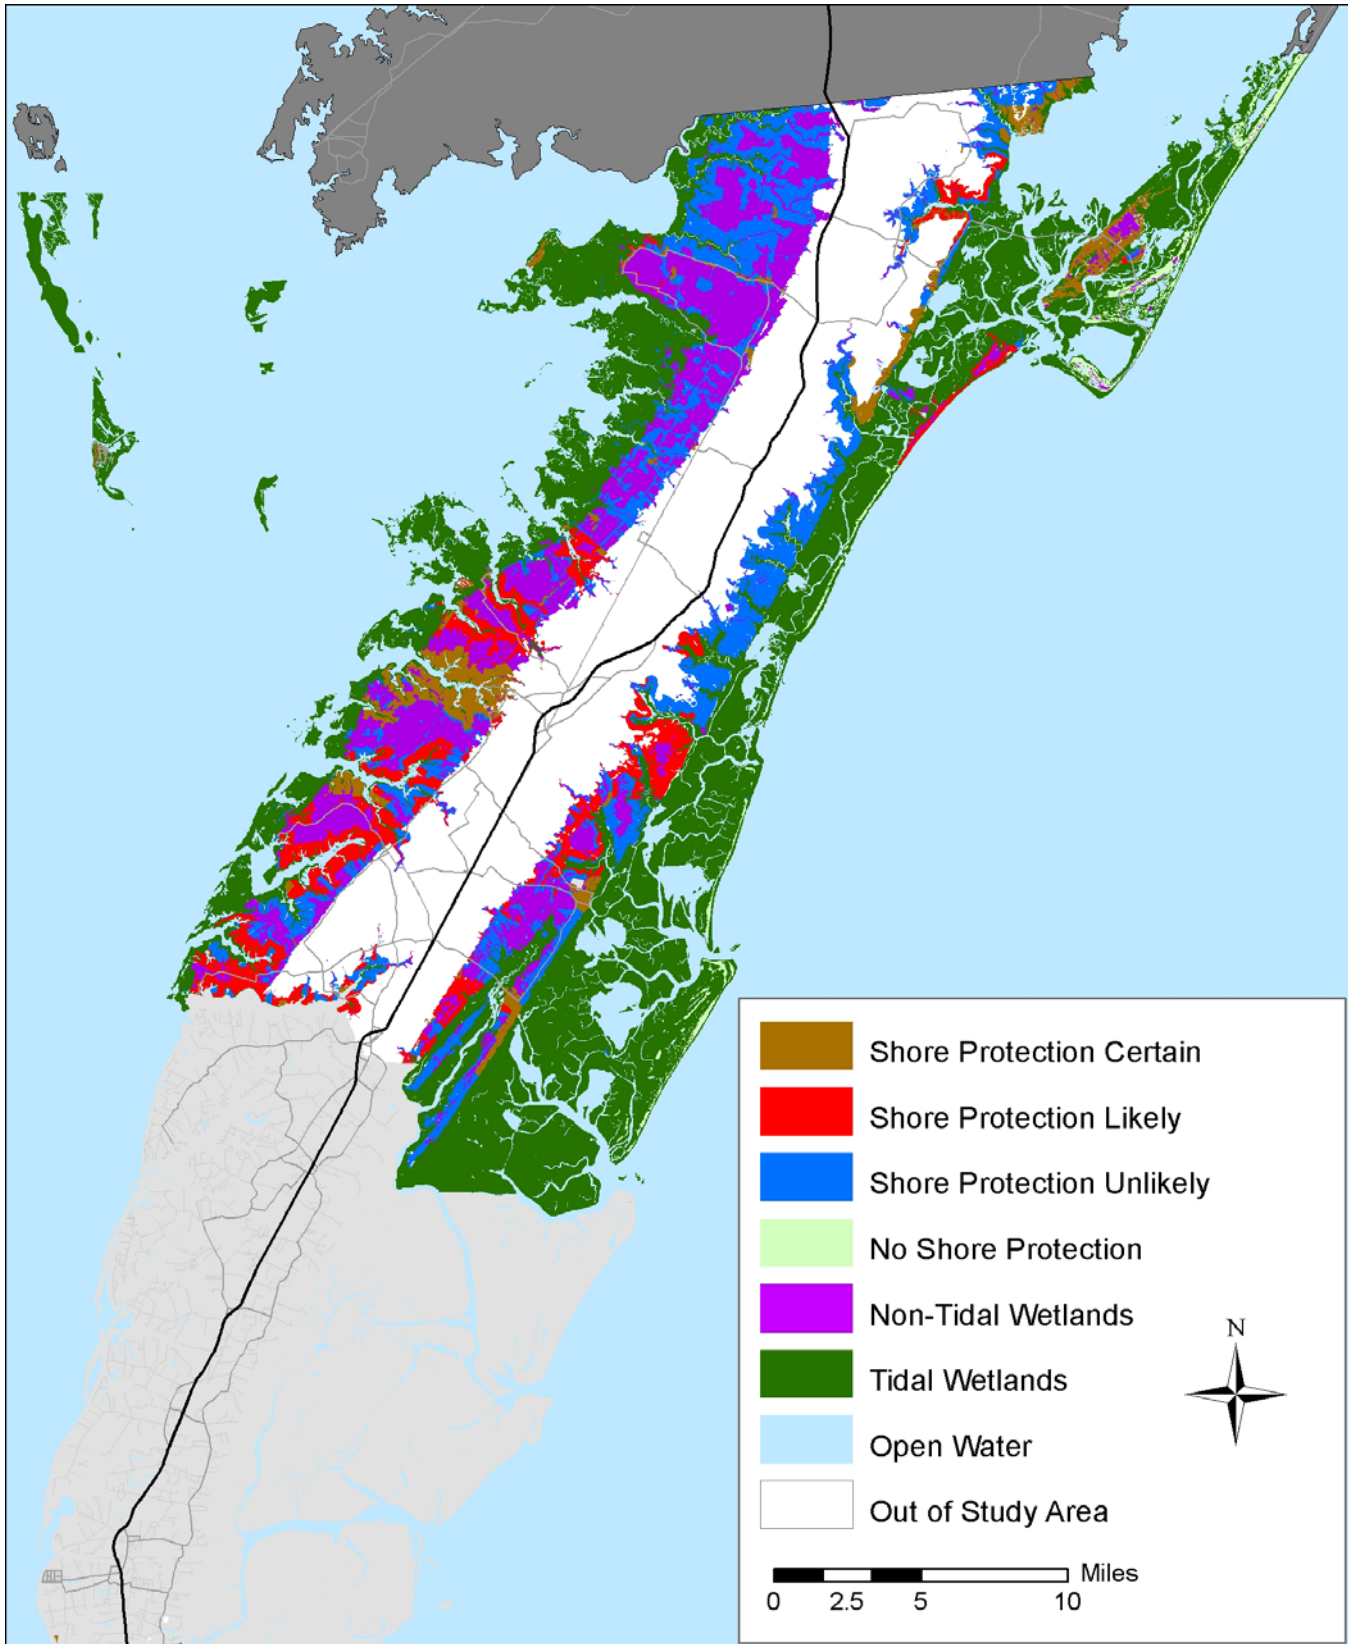 Shore Protection Certain
Shore Protection Likely
Shore Protection Unlikely
No Shore Protection
Non-Tidal Wetlands
N
Tidal Wetlands
Open Water
Out of Study Area
Miles
0 2.5 5 10